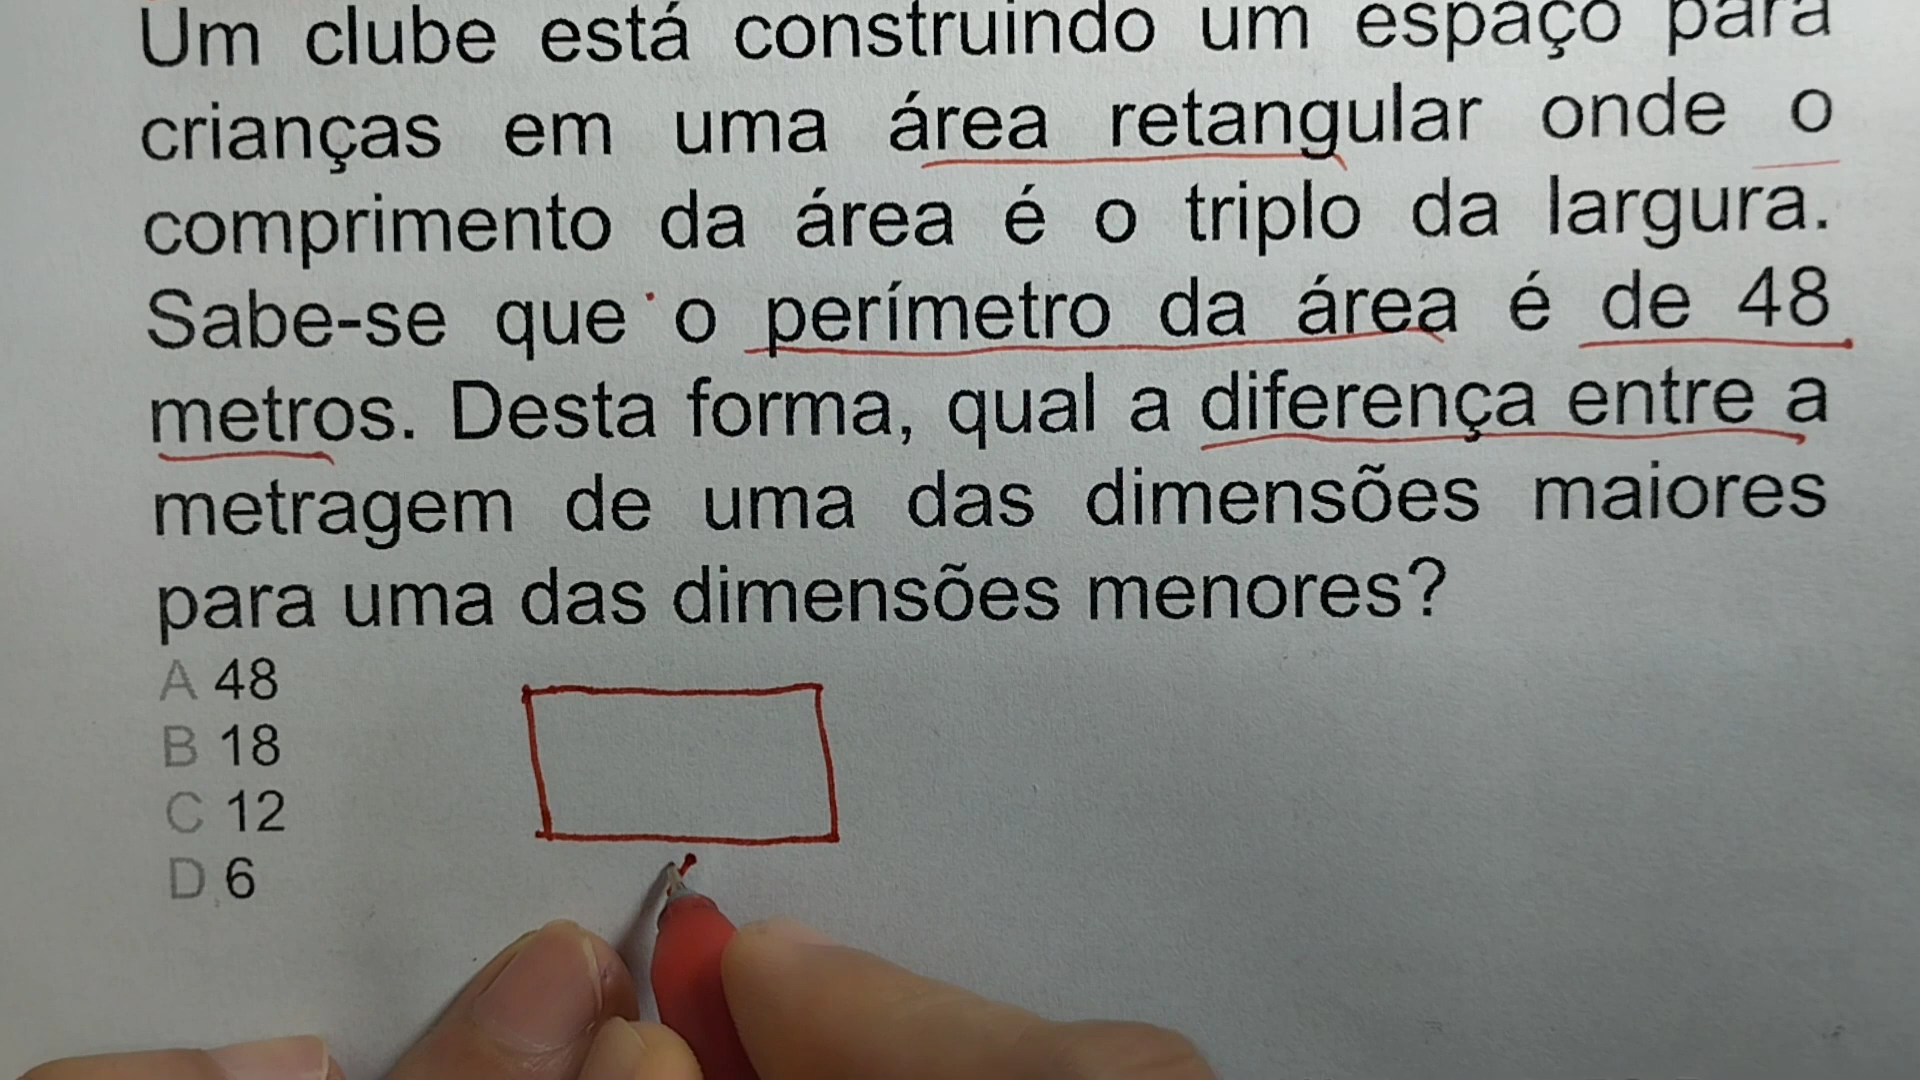 Um clube está construindo um espaço para
crianças em uma área retangular onde o
comprimento da área é o triplo da largura.
Sabe-se que o perímetro da área é de 48
metros. Desta forma, qual a diferença entre a
metragem de uma das dimensões maiores
para uma das dimensões menores?
A 48
B 18
C 12
D 6